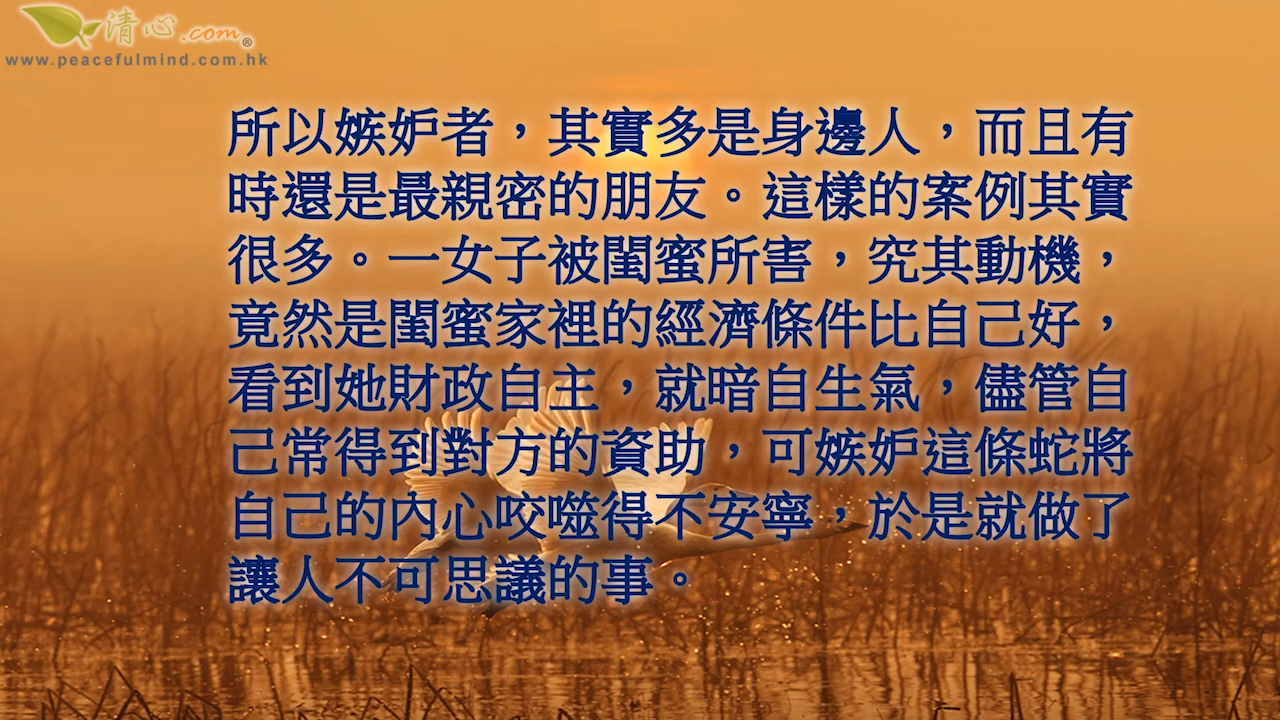 清心.com®
www.peacefulmind.com.hk
所以嫉妒者，其實多是身邊人，而且有
時還是最親密的朋友。這樣的案例其實
很多。一女子被閨蜜所害，究其動機，
竟然是閨蜜家裡的經濟條件比自己好，
看到她財政自主，就暗自生氣，儘管自
己常得到對方的資助，可嫉妒這條蛇將
自己的內心咬噬得不安寧，於是就做了
讓人不可思議的事。